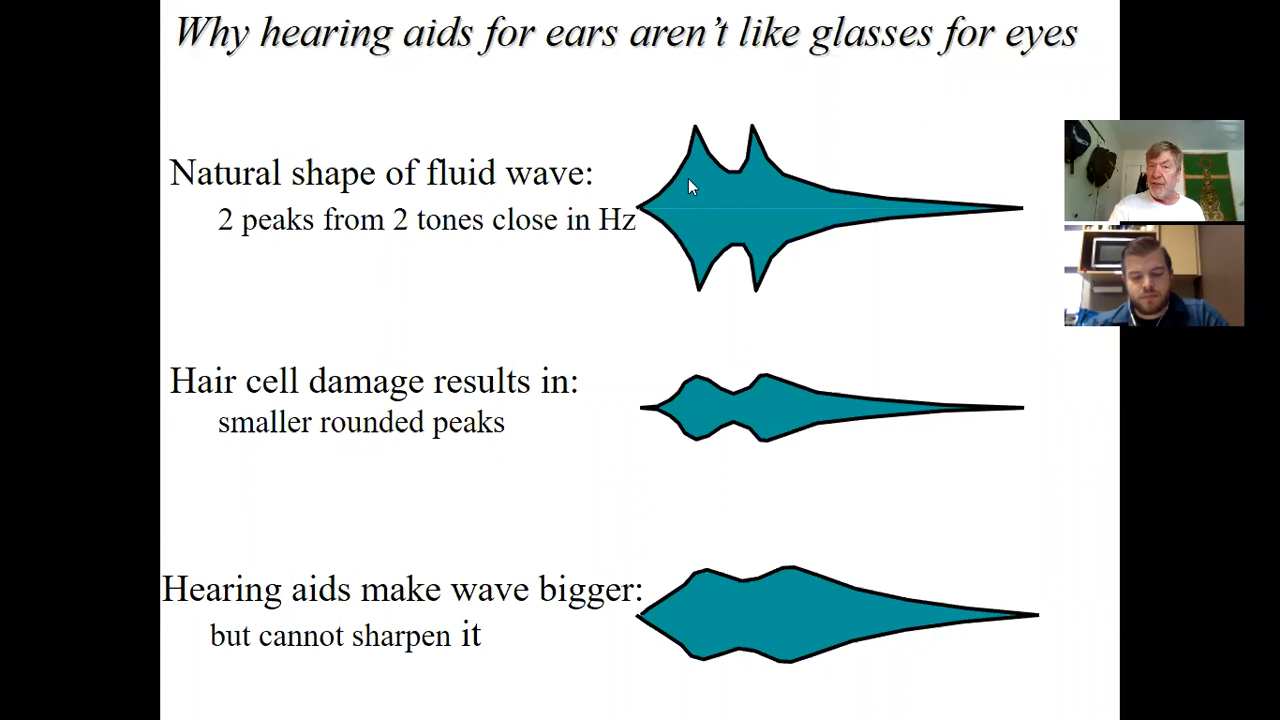 Why hearing aids for ears aren’t like glasses for eyes
Natural shape of fluid wave:
2 peaks from 2 tones close in Hz
Hair cell damage results in:
smaller rounded peaks
Hearing aids make wave bigger:
but cannot sharpen it